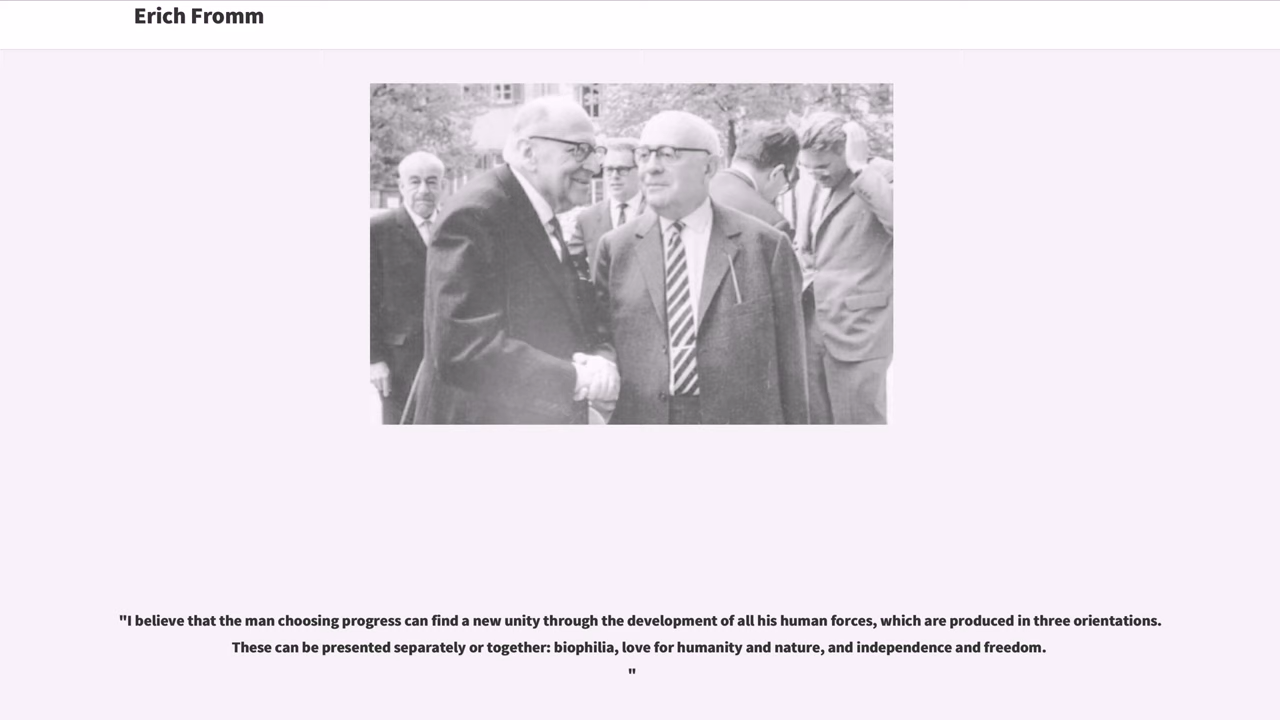 Erich Fromm
"I believe that the man choosing progress can find a new unity through the development of all his human forces, which are produced in three orientations.
These can be presented separately or together: biophilia, love for humanity and nature, and independence and freedom.
"